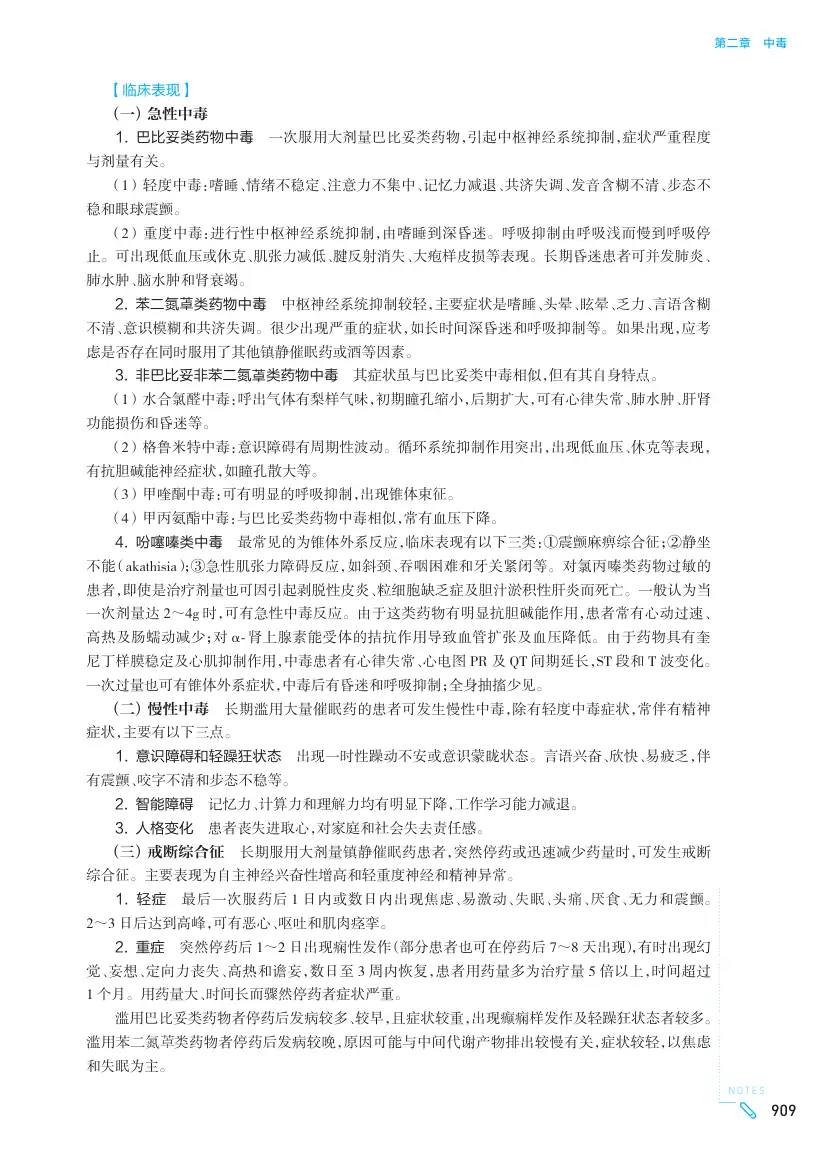 第二章 中毒
【临床表现】
（一）急性中毒
1. 巴比妥类药物中毒 一次服用大剂量巴比妥类药物，引起中枢神经系统抑制，症状严重程度
与剂量有关。
（1）轻度中毒：嗜睡、情绪不稳定、注意力不集中、记忆力减退、共济失调、发音含糊不清、步态不
稳和眼球震颤。
（2）重度中毒：进行性中枢神经系统抑制，由嗜睡到深昏迷。呼吸抑制由呼吸浅而慢到呼吸停
止。可出现低血压或休克、肌张力减低、腱反射消失、大疱样皮损等表现。长期昏迷患者可并发肺炎、
肺水肿、脑水肿和肾衰竭。
2. 苯二氮䓬类药物中毒 中枢神经系统抑制较轻，主要症状是嗜睡、头晕、眩晕、乏力、言语含糊
不清、意识模糊和共济失调。很少出现严重的症状，如长时间深昏迷和呼吸抑制等。如果出现，应考
虑是否存在同时服用了其他镇静催眠药或酒等因素。
3. 非巴比妥非苯二氮䓬类药物中毒 其症状虽与巴比妥类中毒相似，但有其自身特点。
（1）水合氯醛中毒：呼出气体有梨样气味，初期瞳孔缩小，后期扩大，可有心律失常、肺水肿、肝肾
功能损伤和昏迷等。
（2）格鲁米特中毒：意识障碍有周期性波动。循环系统抑制作用突出，出现低血压、休克等表现，
有抗胆碱能神经症状，如瞳孔散大等。
（3）甲喹酮中毒：可有明显的呼吸抑制，出现锥体束征。
（4）甲丙氨酯中毒：与巴比妥类药物中毒相似，常有血压下降。
4. 吩噻嗪类中毒 最常见的为锥体外系反应，临床表现有以下三类：①震颤麻痹综合征；②静坐
不能（akathisia）；③急性肌张力障碍反应，如斜颈、吞咽困难和牙关紧闭等。对氯丙嗪类药物过敏的
患者，即使是治疗剂量也可因引起剥脱性皮炎、粒细胞缺乏症及胆汁淤积性肝炎而死亡。一般认为当
一次剂量达 2～4g 时，可有急性中毒反应。由于这类药物有明显抗胆碱能作用，患者常有心动过速、
高热及肠蠕动减少；对 α- 肾上腺素能受体的拮抗作用导致血管扩张及血压降低。由于药物具有奎
尼丁样膜稳定及心肌抑制作用，中毒患者有心律失常、心电图 PR 及 QT 间期延长，ST 段和 T 波变化。
一次过量也可有锥体外系症状，中毒后有昏迷和呼吸抑制；全身抽搐少见。
（二）慢性中毒 长期滥用大量催眠药的患者可发生慢性中毒，除有轻度中毒症状，常伴有精神
症状，主要有以下三点。
1. 意识障碍和轻躁狂状态 出现一时性躁动不安或意识蒙眬状态。言语兴奋、欣快、易疲乏，伴
有震颤、咬字不清和步态不稳等。
2. 智能障碍 记忆力、计算力和理解力均有明显下降，工作学习能力减退。
3. 人格变化 患者丧失进取心，对家庭和社会失去责任感。
（三）戒断综合征 长期服用大剂量镇静催眠药患者，突然停药或迅速减少药量时，可发生戒断
综合征。主要表现为自主神经兴奋性增高和轻重度神经和精神异常。
1. 轻症 最后一次服药后 1 日内或数日内出现焦虑、易激动、失眠、头痛、厌食、无力和震颤。
2～3 日后达到高峰，可有恶心、呕吐和肌肉痉挛。
2. 重症 突然停药后 1～2 日出现痫性发作（部分患者也可在停药后 7～8 天出现），有时出现幻
觉、妄想、定向力丧失、高热和谵妄，数日至 3 周内恢复，患者用药量多为治疗量 5 倍以上，时间超过
1 个月。用药量大、时间长而骤然停药者症状严重。
滥用巴比妥类药物者停药后发病较多、较早，且症状较重，出现癫痫样发作及轻躁狂状态者较多。
滥用苯二氮䓬类药物者停药后发病较晚，原因可能与中间代谢产物排出较慢有关，症状较轻，以焦虑
和失眠为主。
NOTES
909